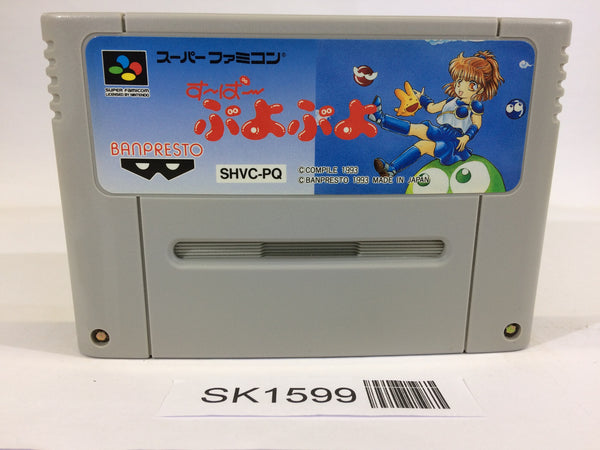 スーパーファミコン
SUPER FAMICOM
LICENSED BY NINTENDO
す〜ぱ〜
ぷよぷよ
BANPRESTO
SHVC-PQ
C COMPILE 1993
C BANPRESTO 1993 MADE IN JAPAN
SK1599